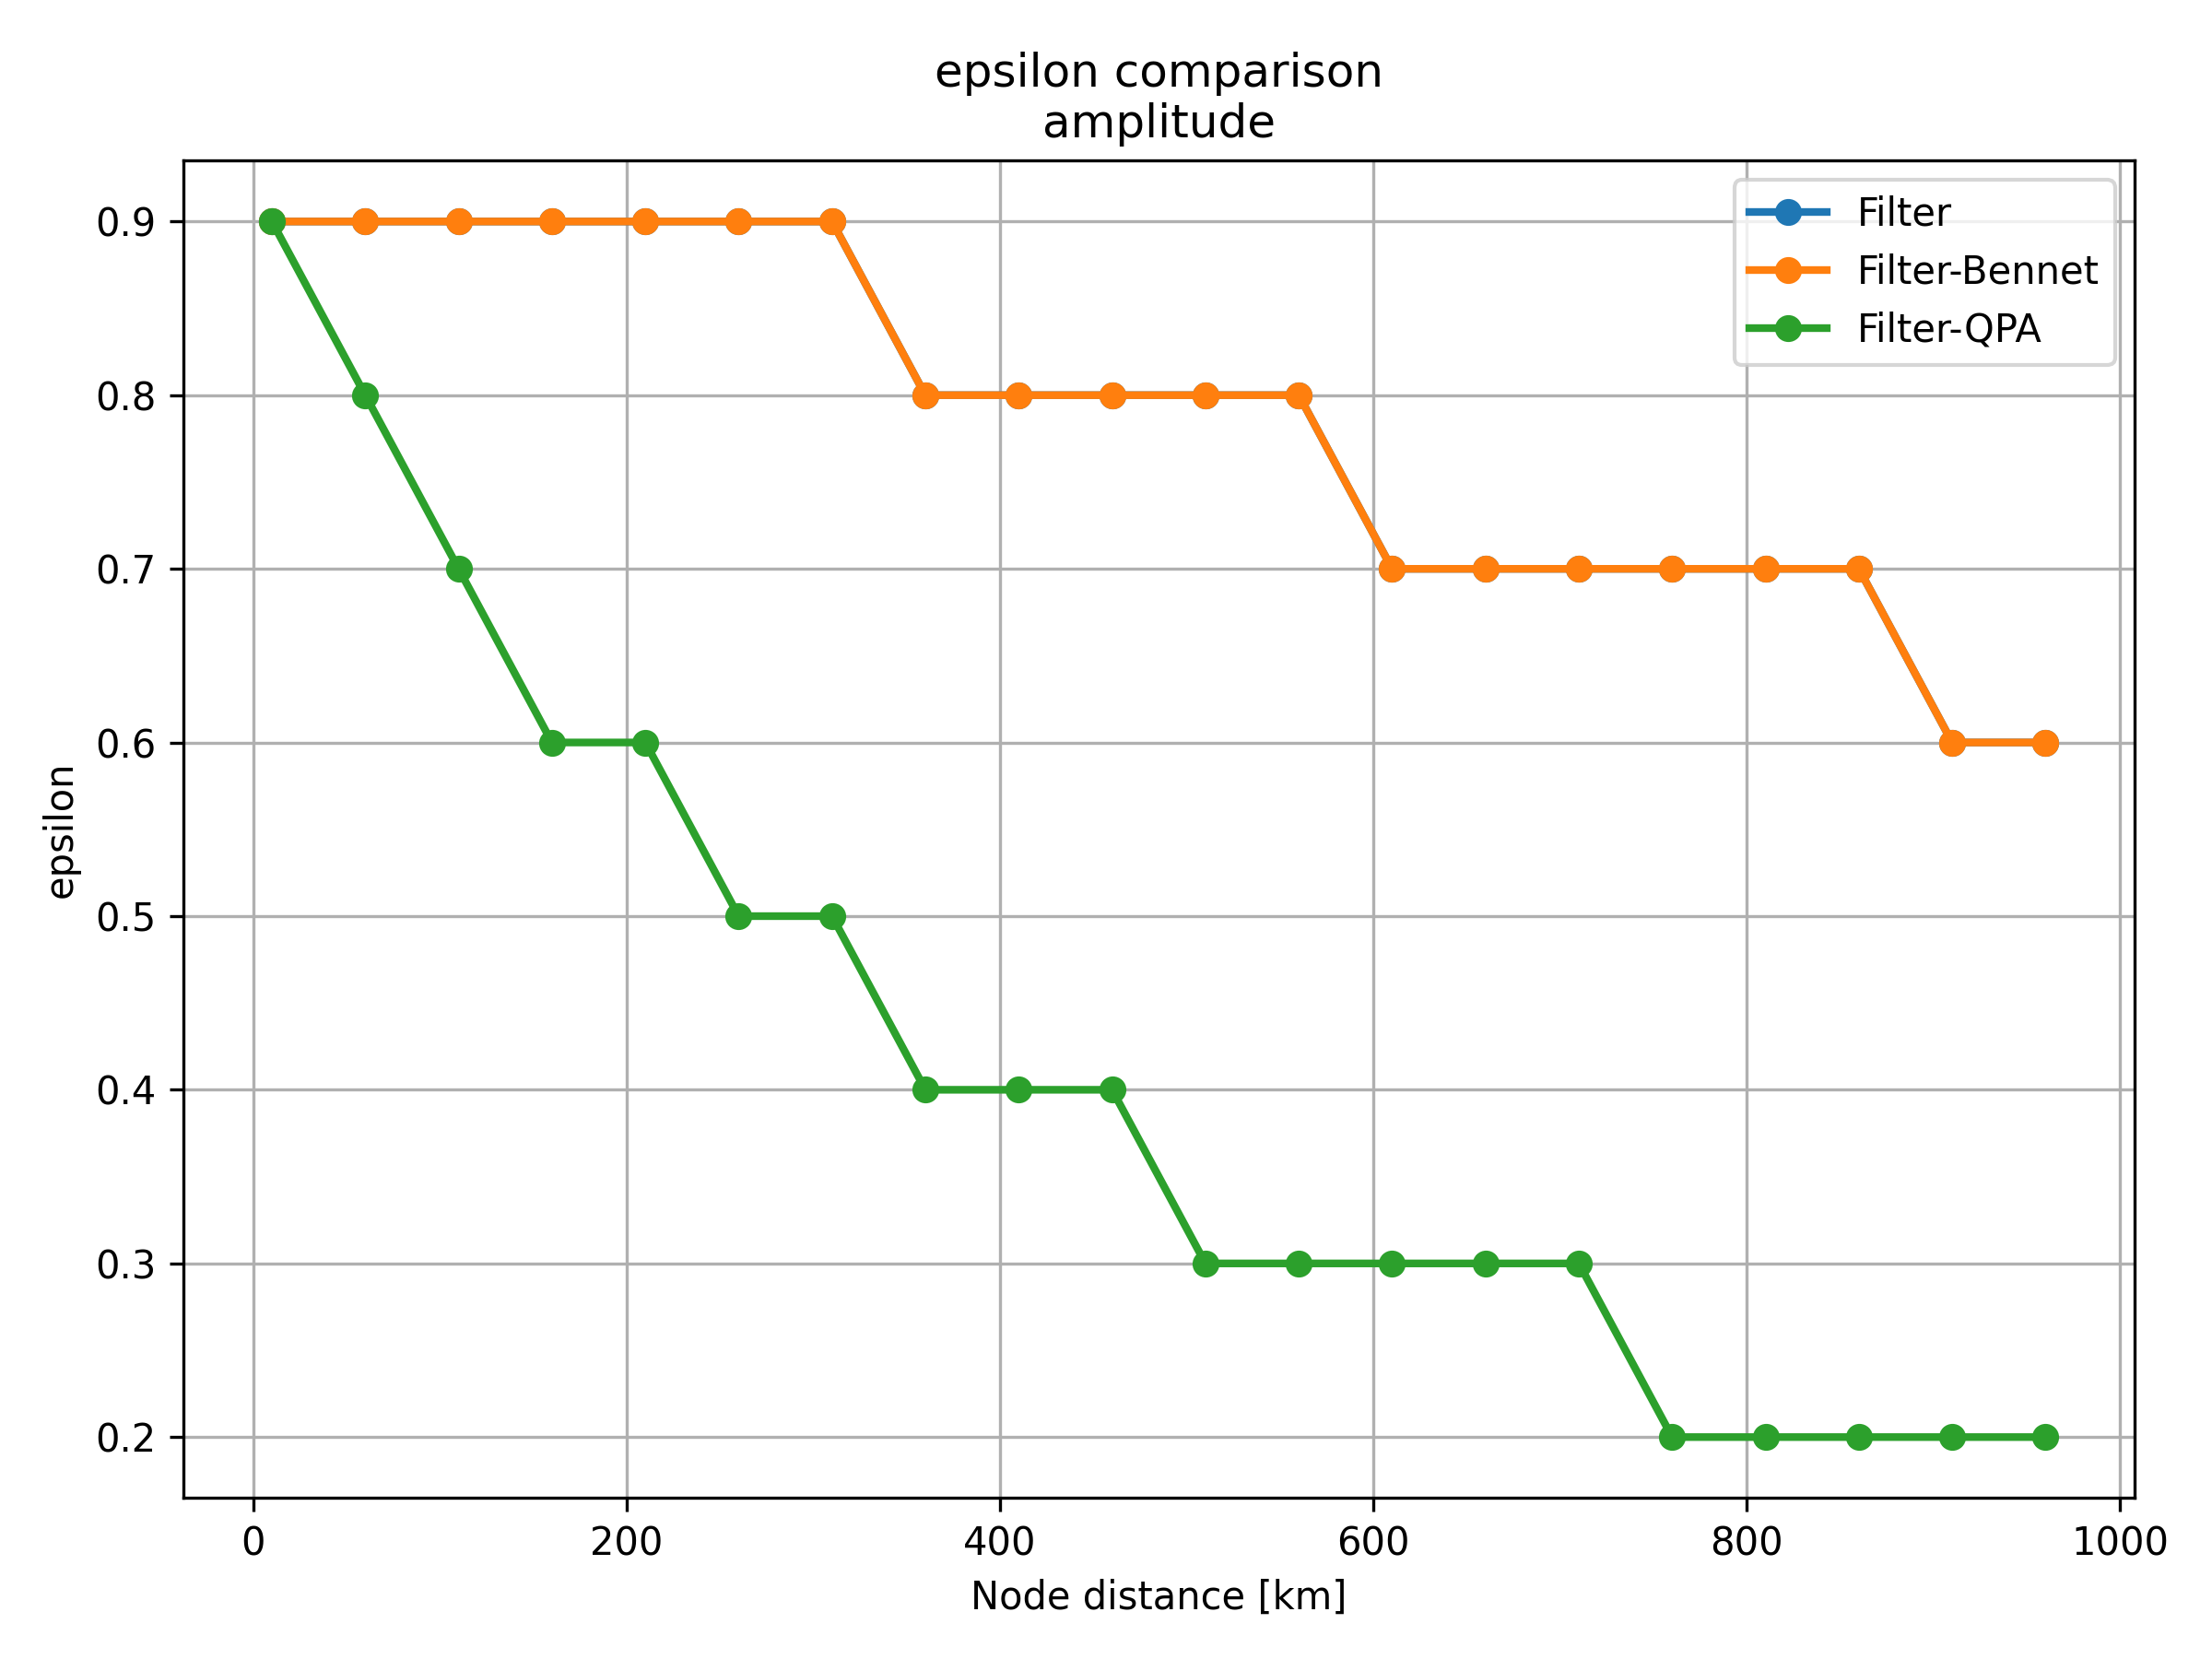 epsilon comparison
amplitude
Filter
Filter-Bennet
Filter-QPA
epsilon
0.9
0.8
0.7
0.6
0.5
0.4
0.3
0.2
0 200 400 600 800 1000
Node distance [km]